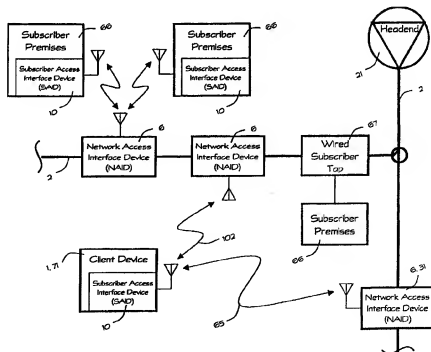 66
Subscriber
Premises
Subscriber Access
Interface Device
(SAID)
10
66
Subscriber
Premises
Subscriber Access
Interface Device
(SAID)
10
Headend
21
2
6
Network Access
Interface Device
(NAID)
2
6
Network Access
Interface Device
(NAID)
67
Wired
Subscriber
Tap
Subscriber
Premises
66
102
1,71
Client Device
Subscriber Access
Interface Device
(SAID)
10
65
6,31
Network Access
Interface Device
(NAID)